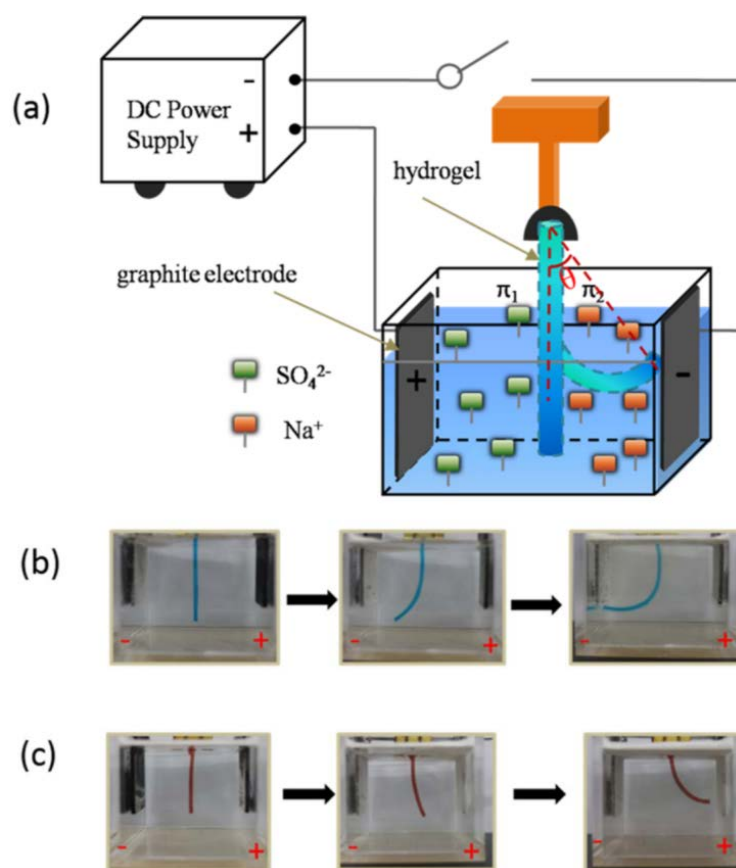 (a)
-
DC Power
+
Supply
hydrogel
θ
graphite electrode
π₁
π₂
+
-
SO₄²⁻
Na⁺
(b)
- +
- +
- +
(c)
- +
- +
- +